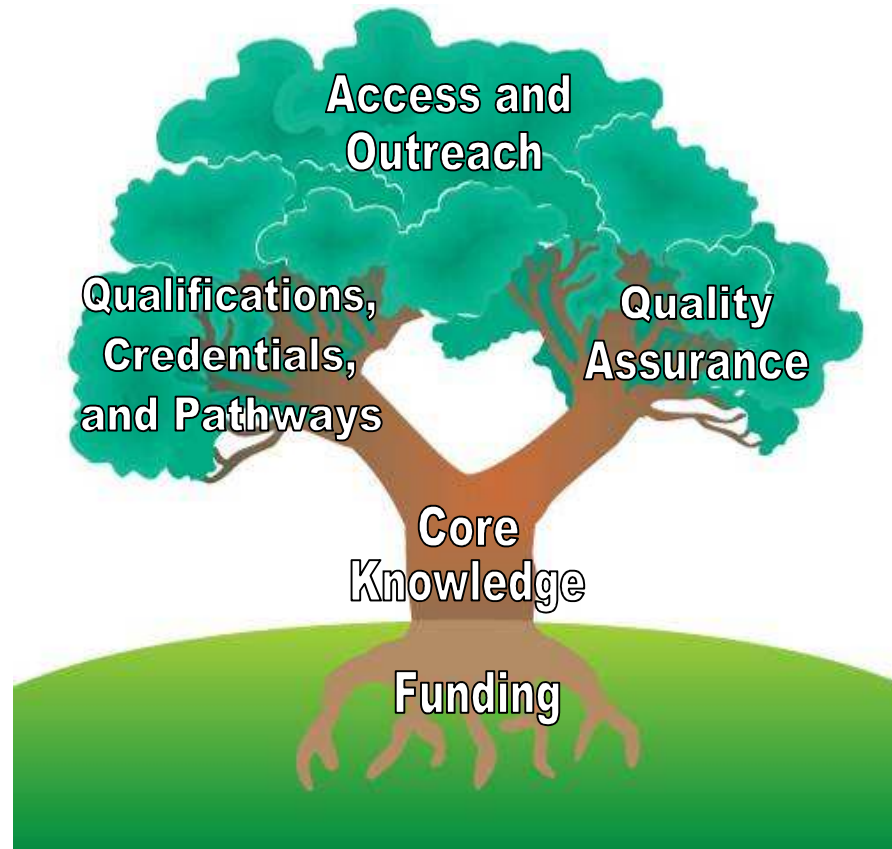 Access and
Outreach
Qualifications,
Credentials,
and Pathways
Quality
Assurance
Core
Knowledge
Funding